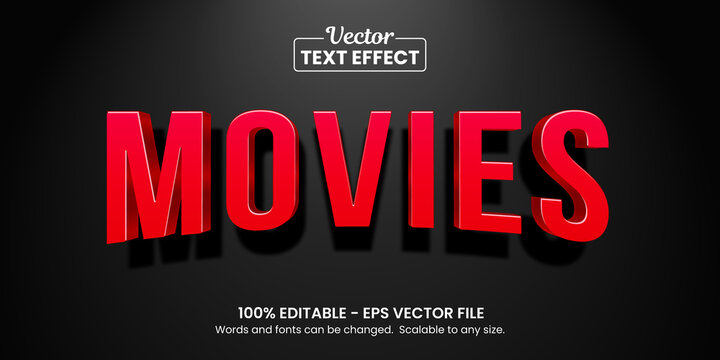 Vector
TEXT EFFECT
MOVIES
100% EDITABLE - EPS VECTOR FILE
Words and fonts can be changed. Scalable to any size.